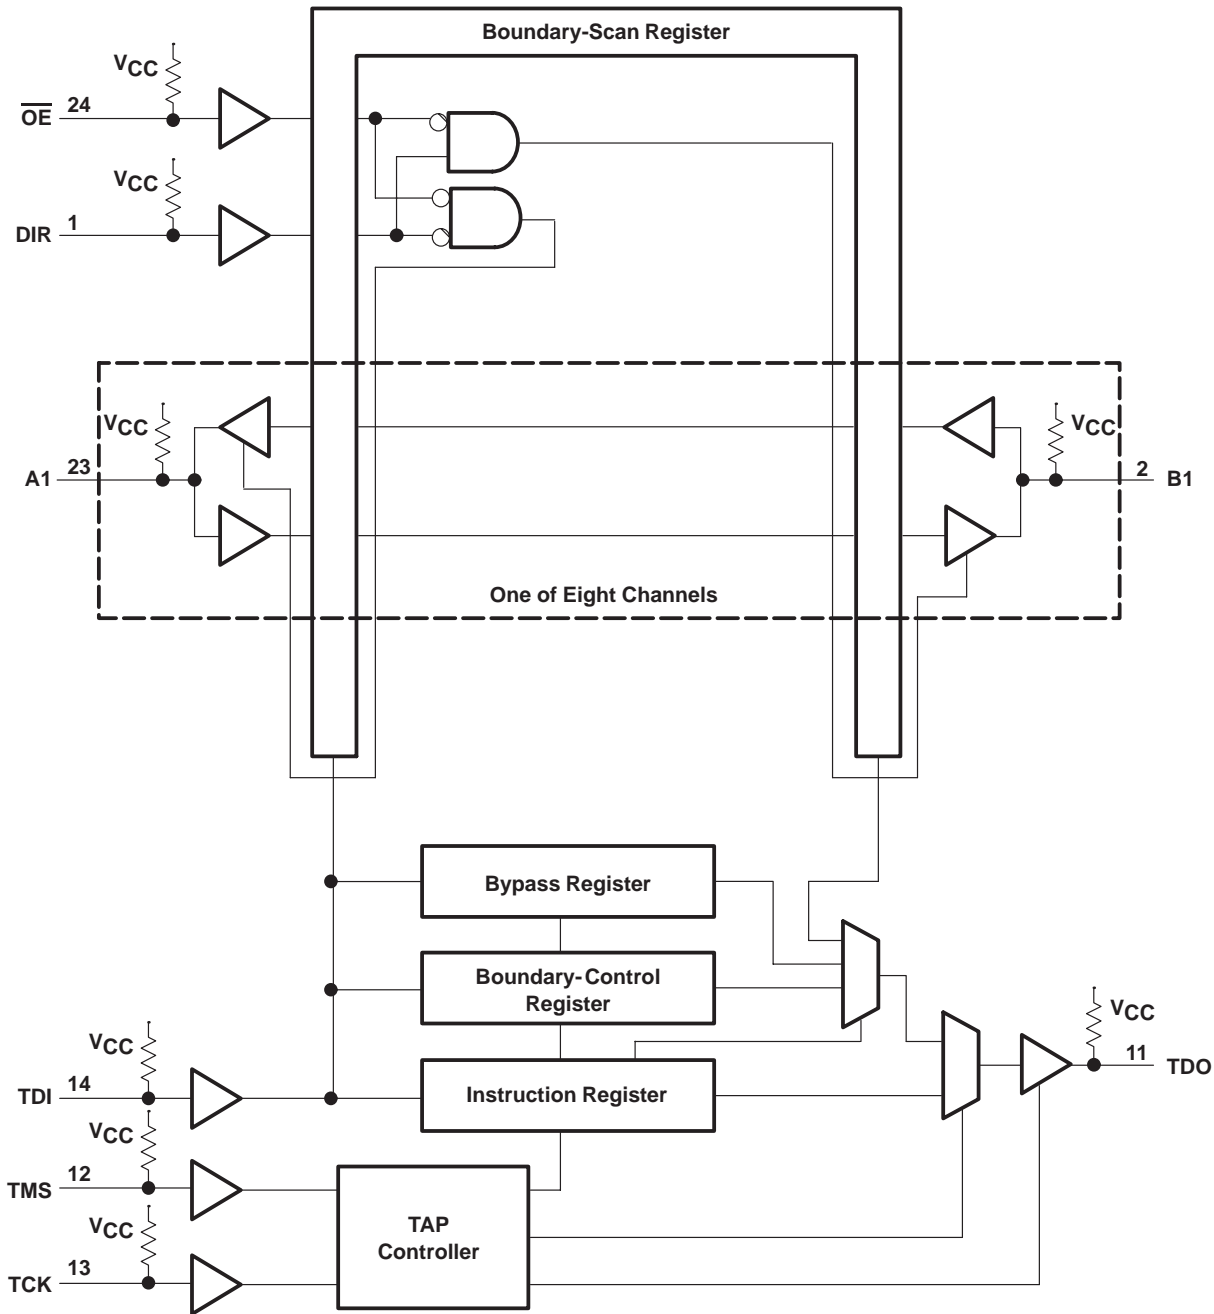 Boundary-Scan Register
VCC
OE 24
VCC
DIR 1
VCC
A1 23
VCC
2 B1
One of Eight Channels
Bypass Register
Boundary-Control
Register
VCC
VCC
11 TDO
TDI 14
Instruction Register
VCC
TMS 12
TAP
Controller
VCC
TCK 13